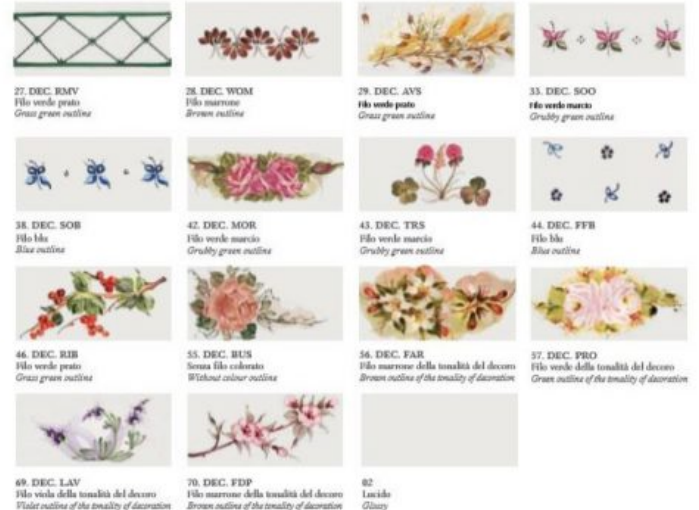 27. DEC. RMV
Filo verde prato
Grass green outline
28. DEC. WOM
Filo marrone
Brown outline
29. DEC. AVS
Filo verde prato
Grass green outline
33. DEC. SOO
Filo verde marcio
Grubby green outline
38. DEC. SOB
Filo blu
Blue outline
42. DEC. MOR
Filo verde marcio
Grubby green outline
43. DEC. TRS
Filo verde marcio
Grubby green outline
44. DEC. FFB
Filo blu
Blue outline
46. DEC. RIB
Filo verde prato
Grass green outline
55. DEC. BUS
Senza filo colorato
Without colour outline
56. DEC. FAR
Filo marrone della tonalità del decoro
Brown outline of the tonality of decoration
57. DEC. PRO
Filo verde della tonalità del decoro
Green outline of the tonality of decoration
69. DEC. LAV
Filo viola della tonalità del decoro
Violet outline of the tonality of decoration
70. DEC. FDP
Filo marrone della tonalità del decoro
Brown outline of the tonality of decoration
02
Lucido
Glossy